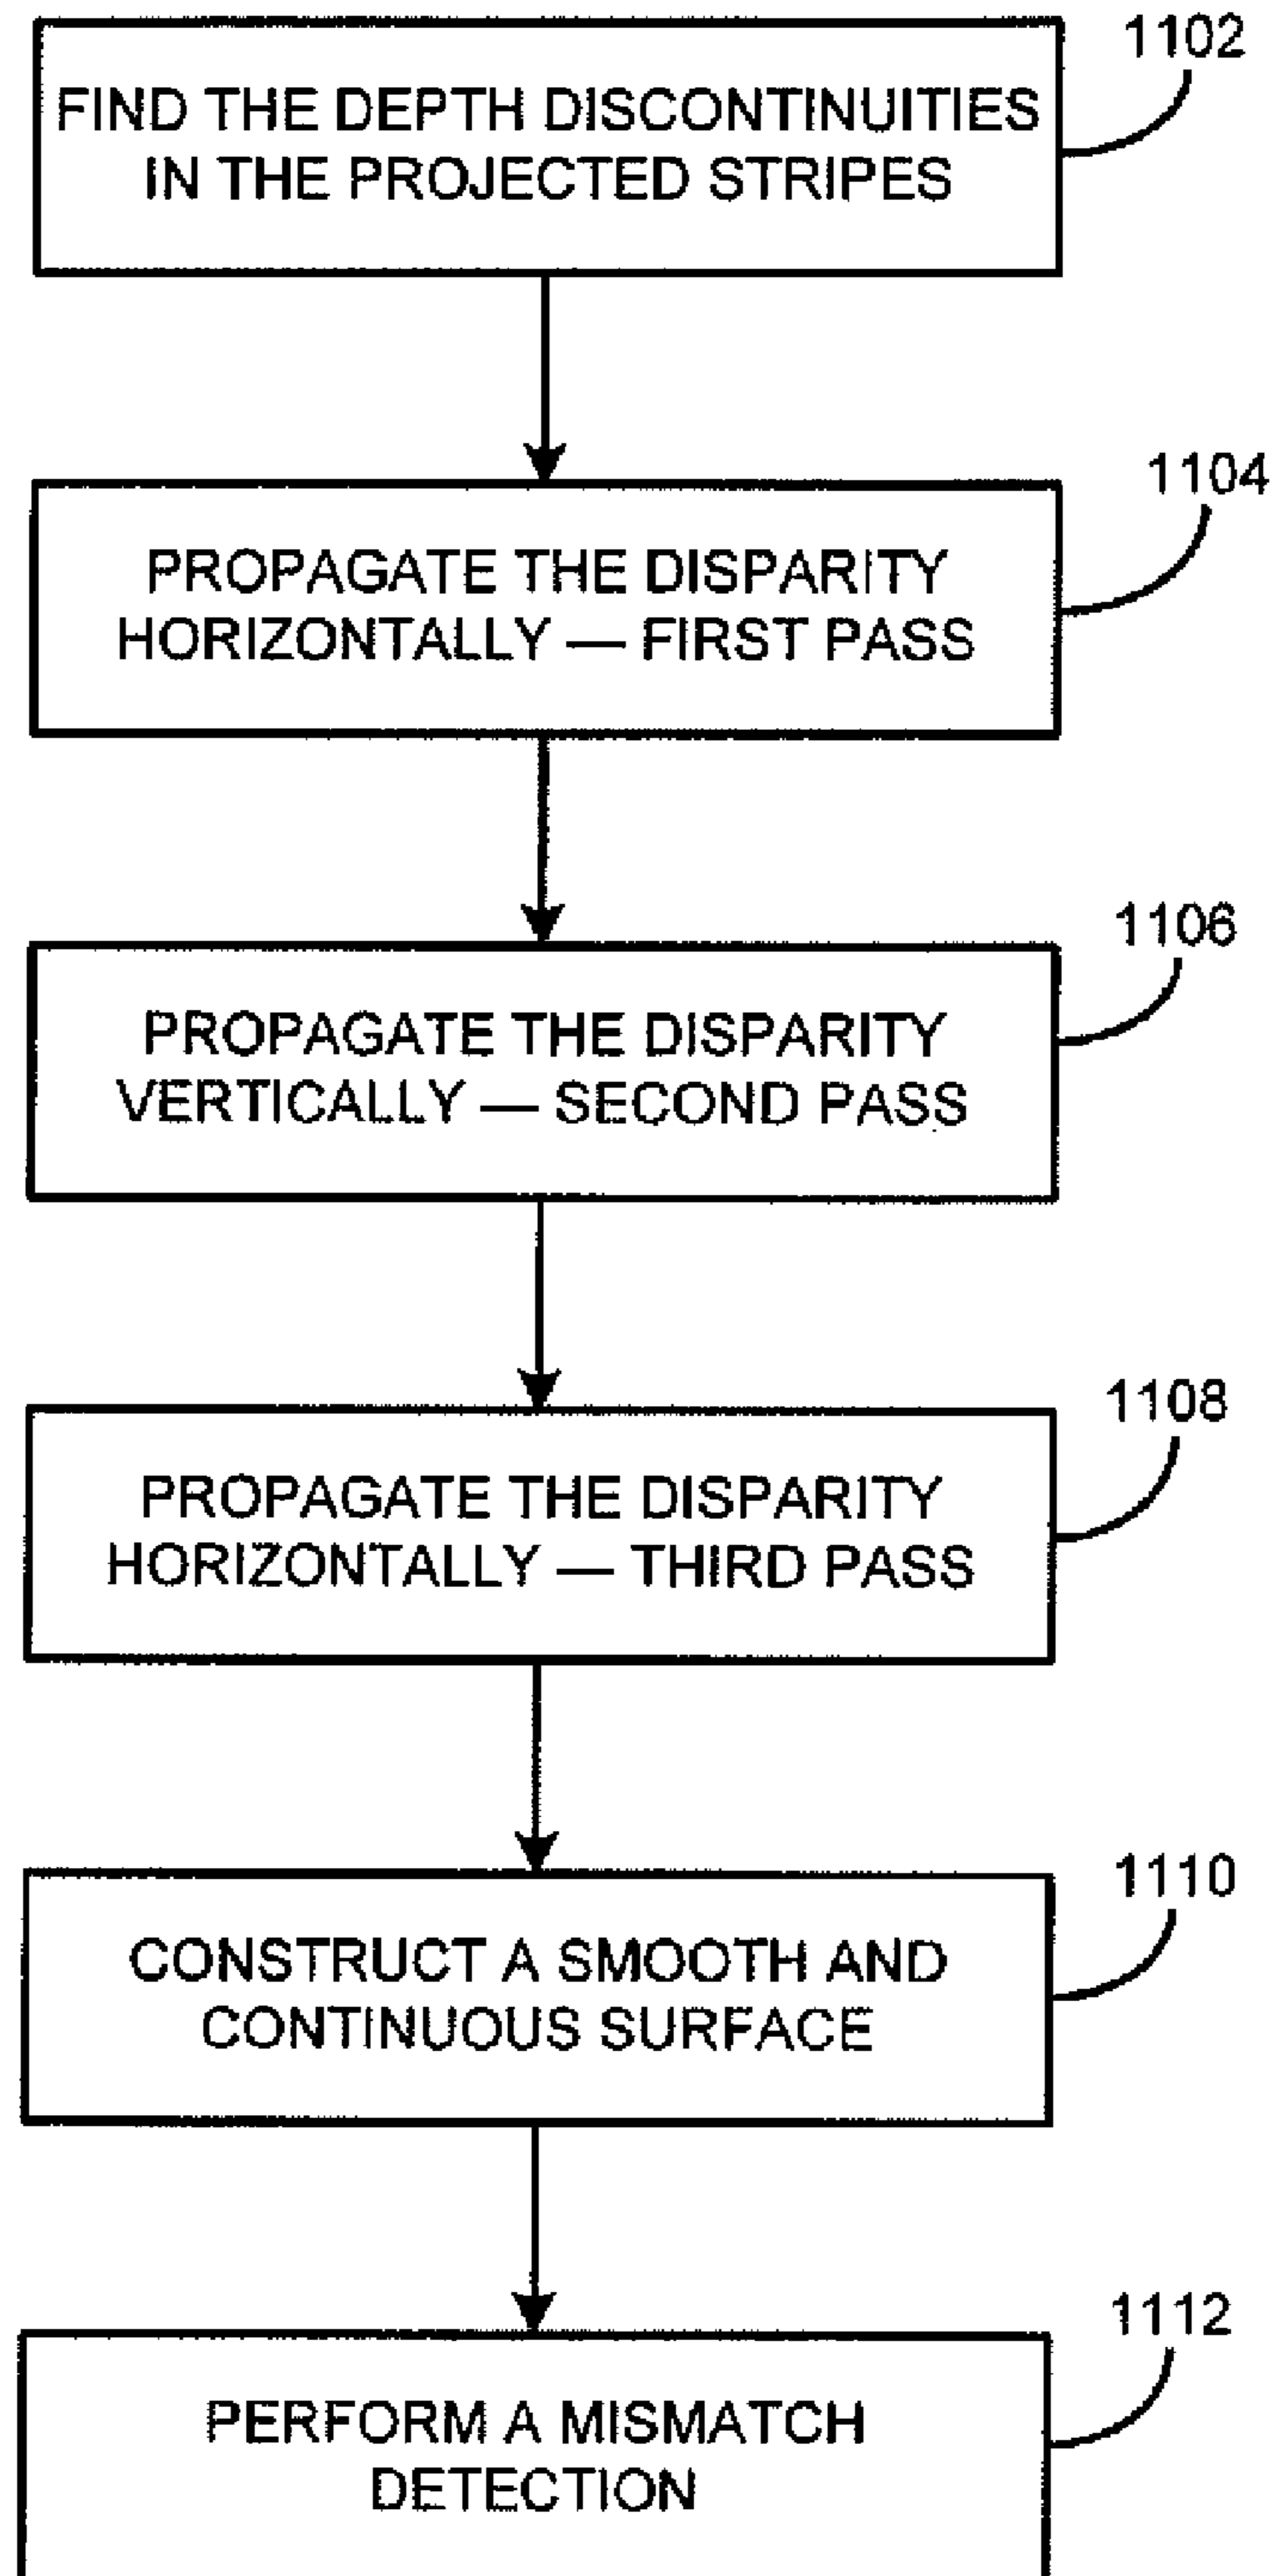 1102
FIND THE DEPTH DISCONTINUITIES
IN THE PROJECTED STRIPES
1104
PROPAGATE THE DISPARITY
HORIZONTALLY — FIRST PASS
1106
PROPAGATE THE DISPARITY
VERTICALLY — SECOND PASS
1108
PROPAGATE THE DISPARITY
HORIZONTALLY — THIRD PASS
1110
CONSTRUCT A SMOOTH AND
CONTINUOUS SURFACE
1112
PERFORM A MISMATCH
DETECTION